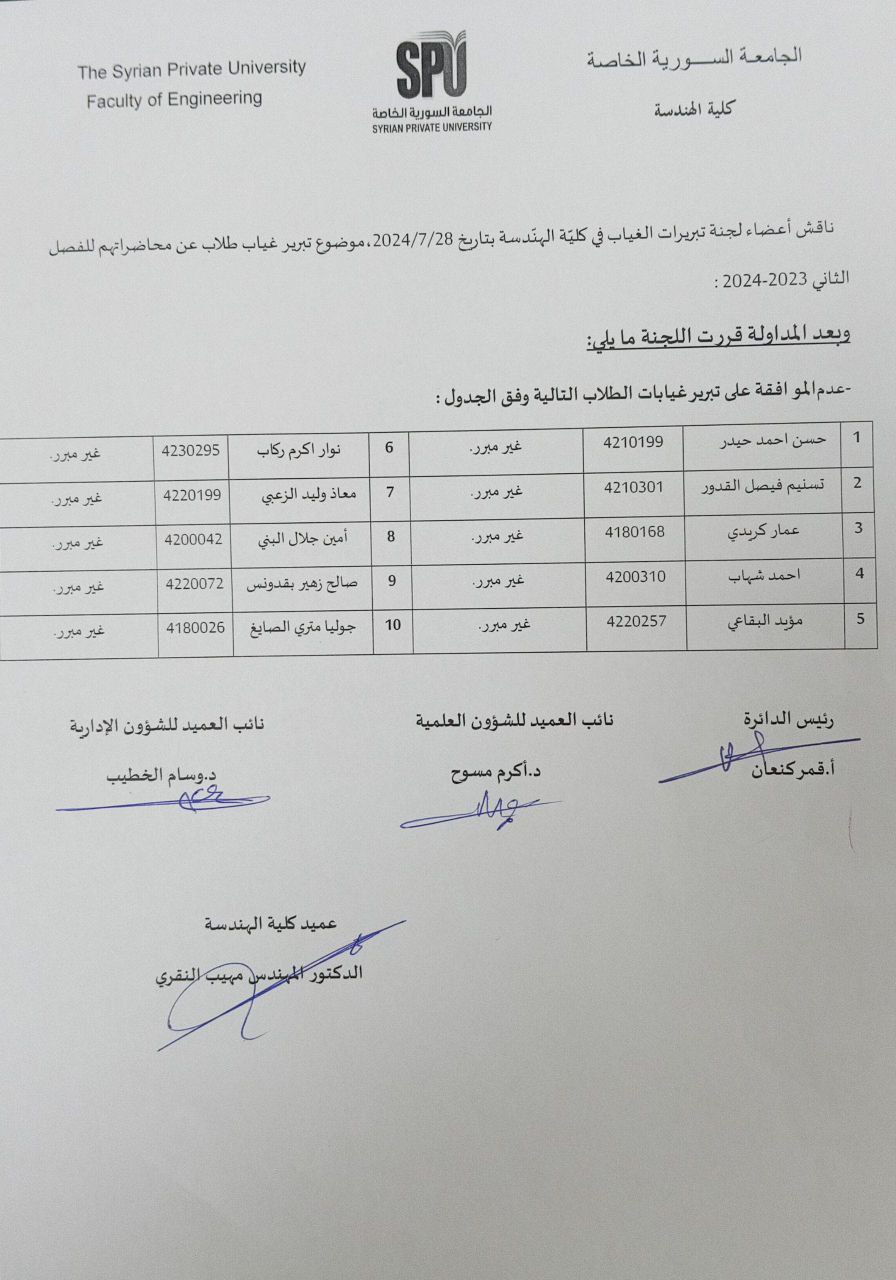 الجامعة الســـورية الخاصة
كلية الهندسة
SPU
الجامعة السورية الخاصة
SYRIAN PRIVATE UNIVERSITY
The Syrian Private University
Faculty of Engineering
ناقش أعضاء لجنة تبريرات الغياب في كليّة الهنّدسة بتاريخ 2024/7/28،موضوع تبرير غياب طلاب عن محاضراتهم للفصل
الثاني 2023-2024 :
وبعد المداولة قررت اللجنة ما يلي:
-عدم الموافقة على تبرير غيابات الطلاب التالية وفق الجدول :
1 حسن احمد حيدر 4210199 غير مبرر. 6 نوار اكرم ركاب 4230295 غير مبرر.
2 تسنيم فيصل القدور 4210301 غير مبرر. 7 معاذ وليد الزعبي 4220199 غير مبرر.
3 عمار كريدي 4180168 غير مبرر. 8 أمين جلال البني 4200042 غير مبرر.
4 احمد شهاب 4200310 غير مبرر. 9 صالح زهير بقدونس 4220072 غير مبرر.
5 مؤيد البقاعي 4220257 غير مبرر. 10 جوليا متري الصايغ 4180026 غير مبرر.
رئيس الدائرة نائب العميد للشؤون العلمية نائب العميد للشؤون الإدارية
أ.قمر كنعان د.أكرم مسوح د.وسام الخطيب
عميد كلية الهندسة
الدكتور المهندس مهيب النقري